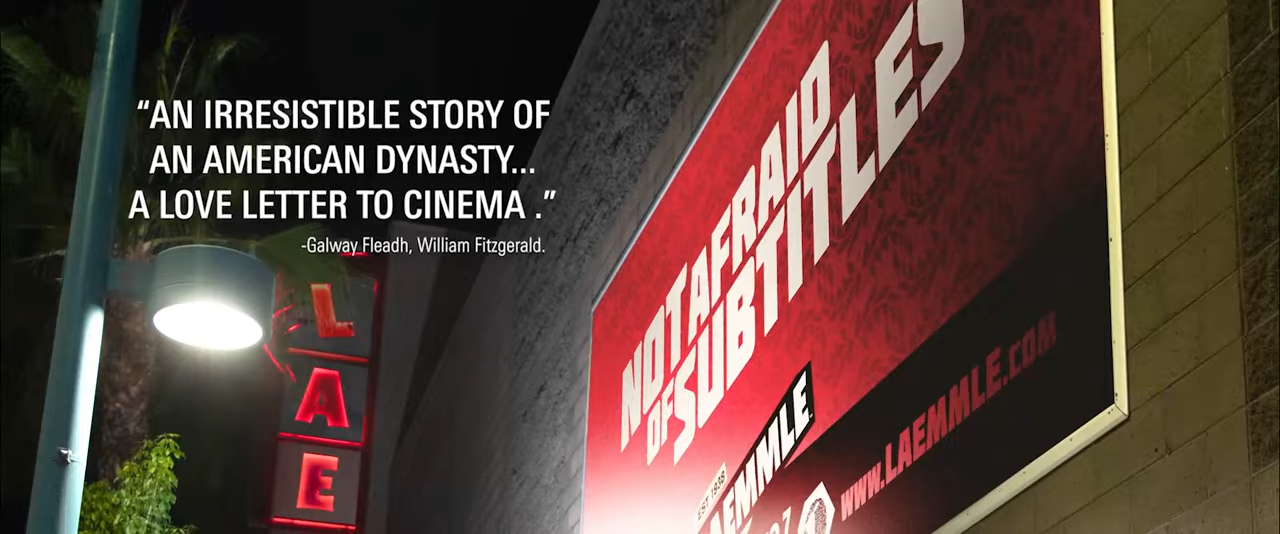 “AN IRRESISTIBLE STORY OF
AN AMERICAN DYNASTY...
A LOVE LETTER TO CINEMA .”
-Galway Fleadh, William Fitzgerald.
L
A
E
NOT AFRAID
OF SUBTITLES
EST 1938
LAEMMLE
www.LAEMMLE.com